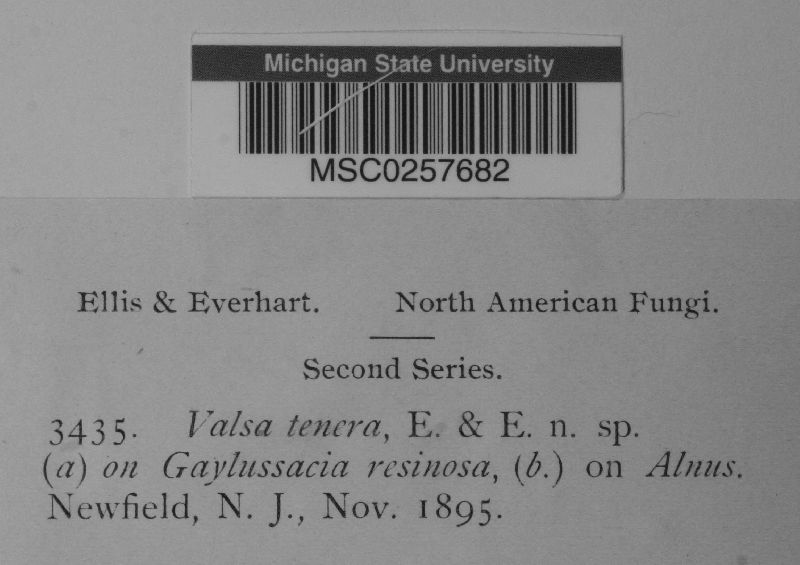 Michigan State University
MSC0257682
Ellis & Everhart. North American Fungi.
Second Series.
3435. Valsa tenera, E. & E. n. sp.
(a) on Gaylussacia resinosa, (b.) on Alnus.
Newfield, N. J., Nov. 1895.